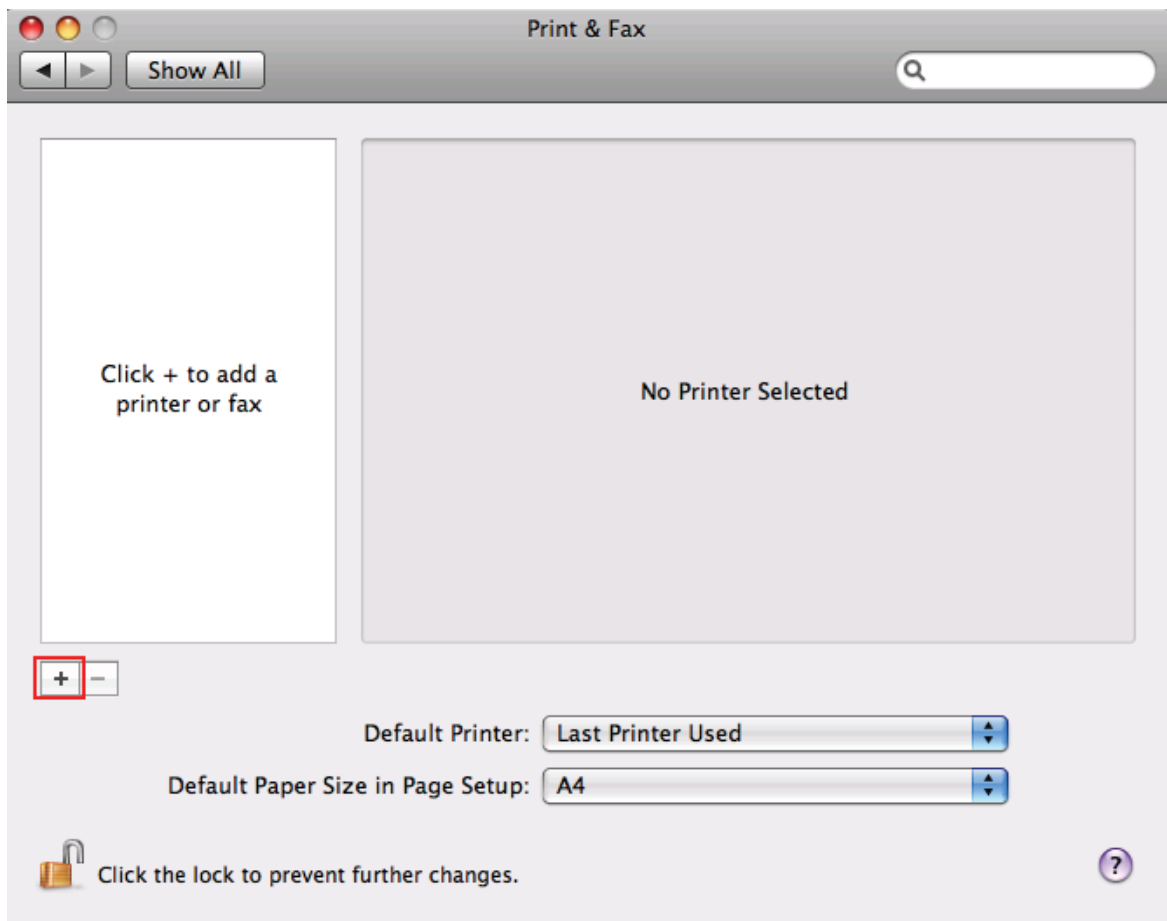 Print & Fax
Show All
Click + to add a
printer or fax
No Printer Selected
+ −
Default Printer: Last Printer Used
Default Paper Size in Page Setup: A4
Click the lock to prevent further changes.
?